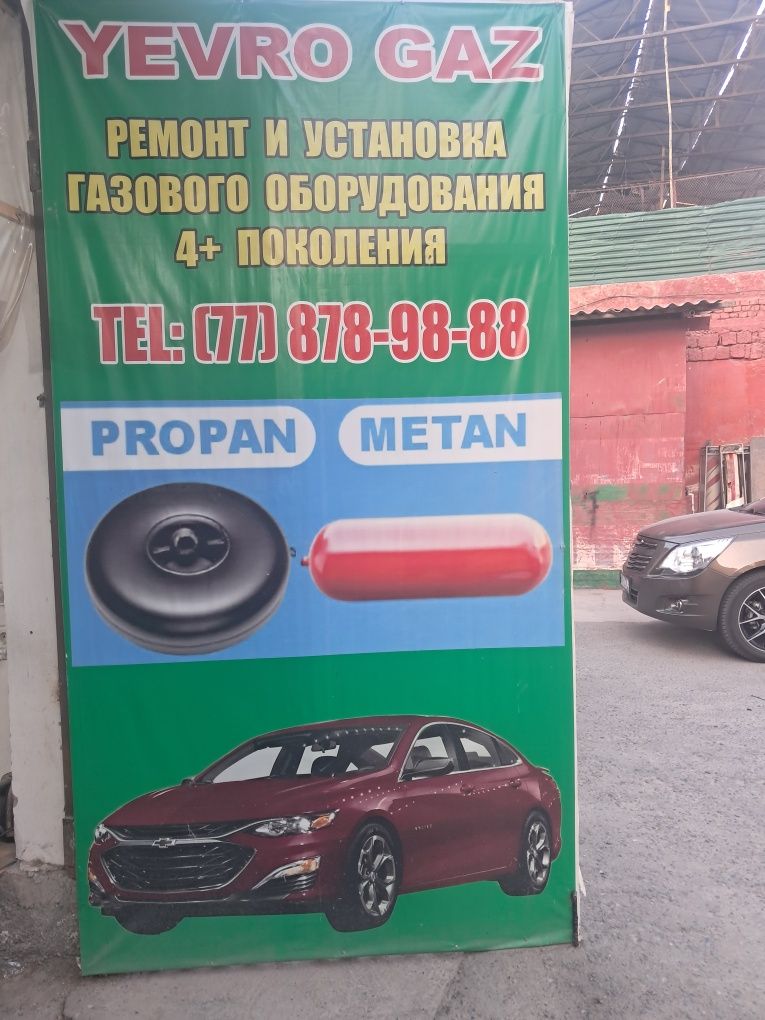 YEVRO GAZ
РЕМОНТ И УСТАНОВКА
ГАЗОВОГО ОБОРУДОВАНИЯ
4+ ПОКОЛЕНИЯ
TEL: (77) 878-98-88
PROPAN METAN